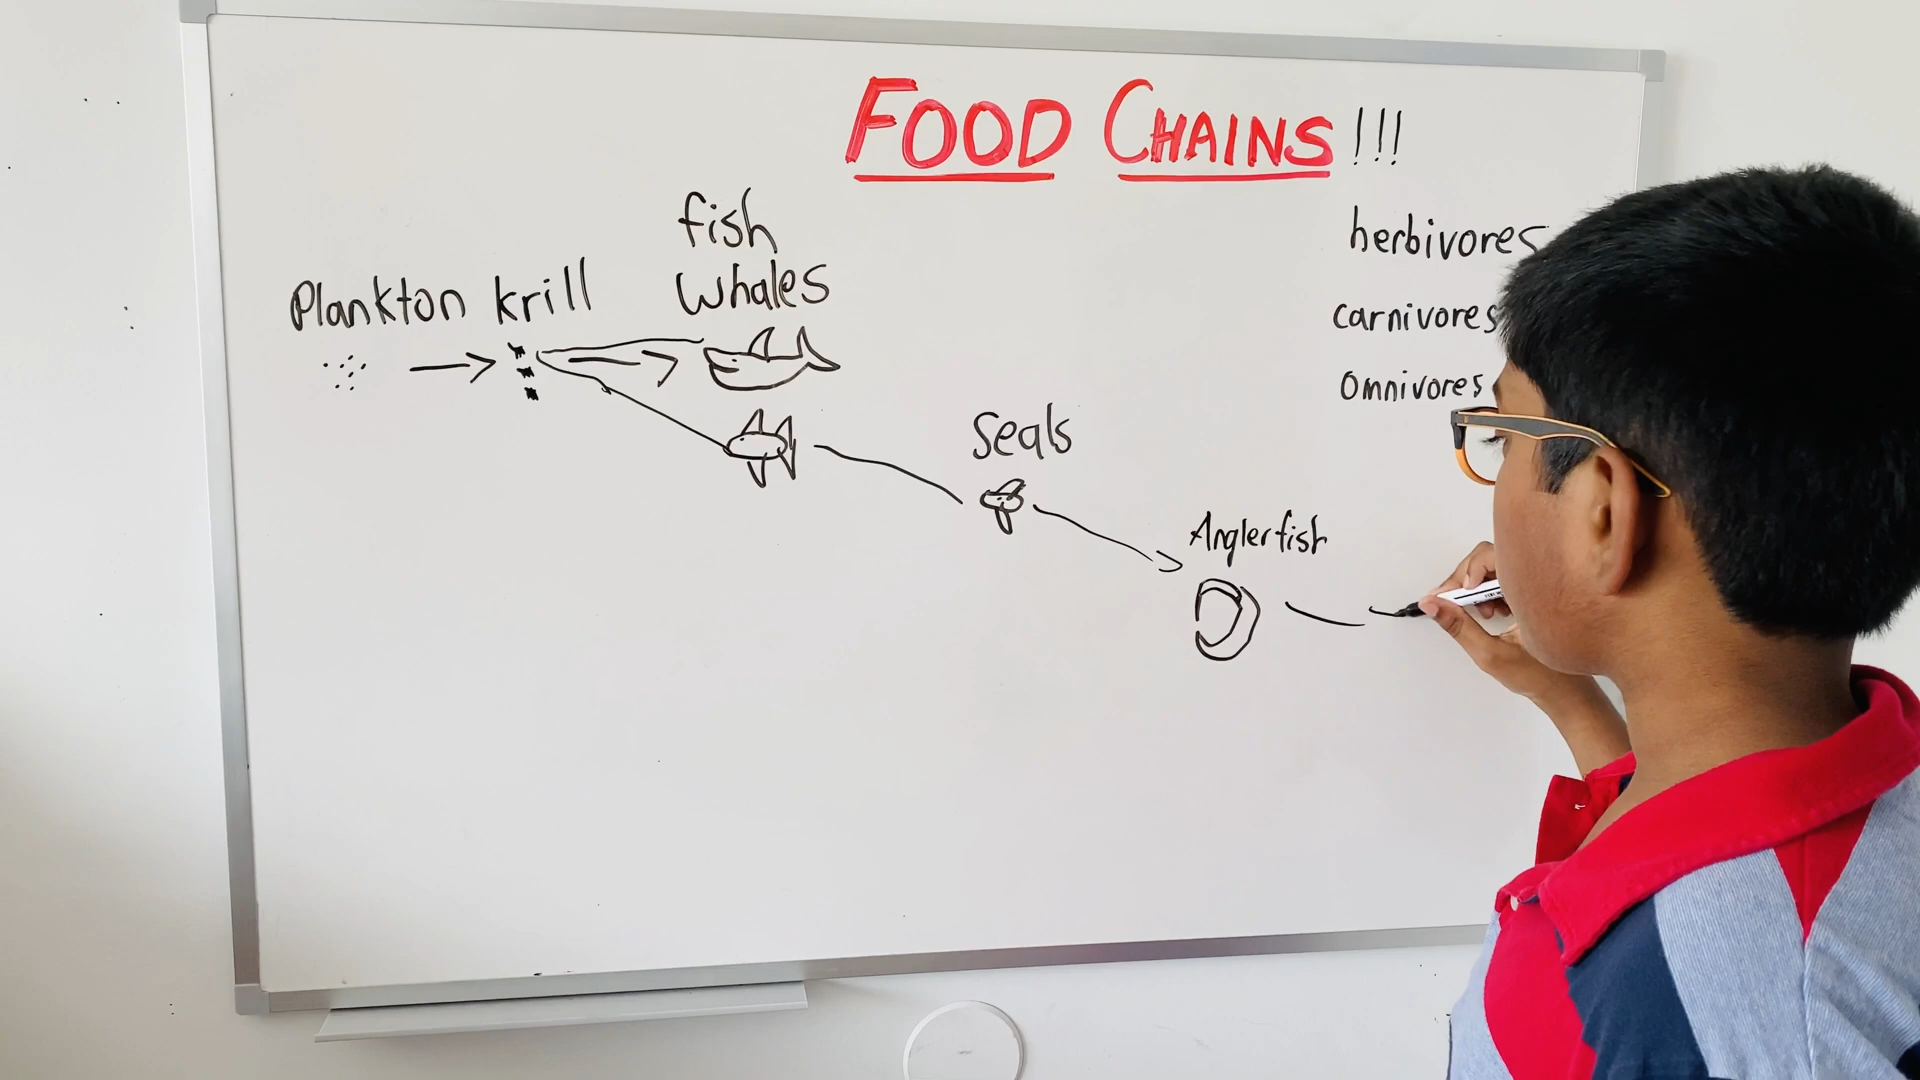 FOOD CHAINS!!!
fish
whales
Plankton krill
herbivores
carnivores
Omnivores
Seals
Anglerfish